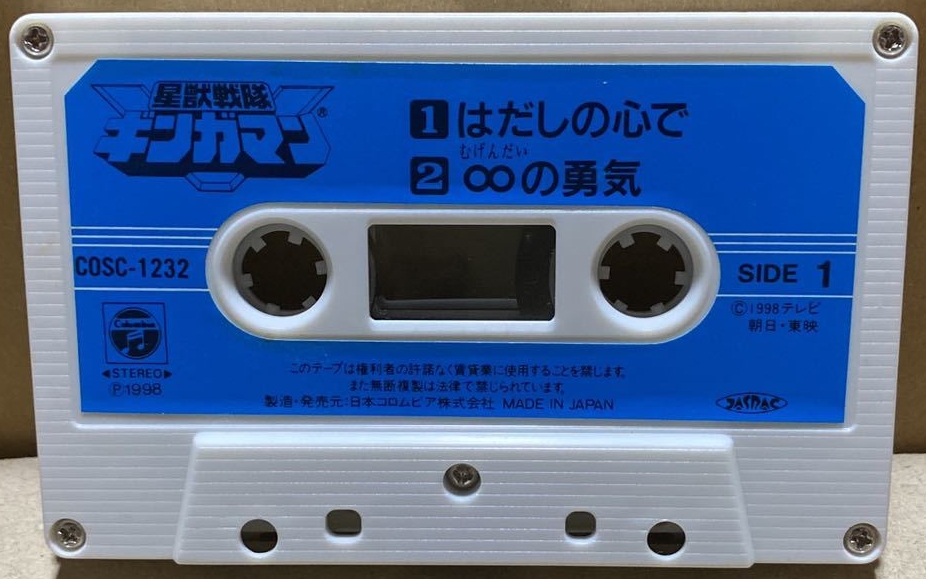 星獣戦隊
ギンガマン®
1 はだしの心で
むげんだい
2 ∞の勇気
COSC-1232
SIDE 1
Columbia
◀STEREO▶
Ⓟ1998
Ⓒ1998テレビ
朝日・東映
このテープは権利者の許諾なく賃貸業に使用することを禁じます。
また無断複製は法律で禁じられています。
製造・発売元:日本コロムビア株式会社 MADE IN JAPAN
JASRAC